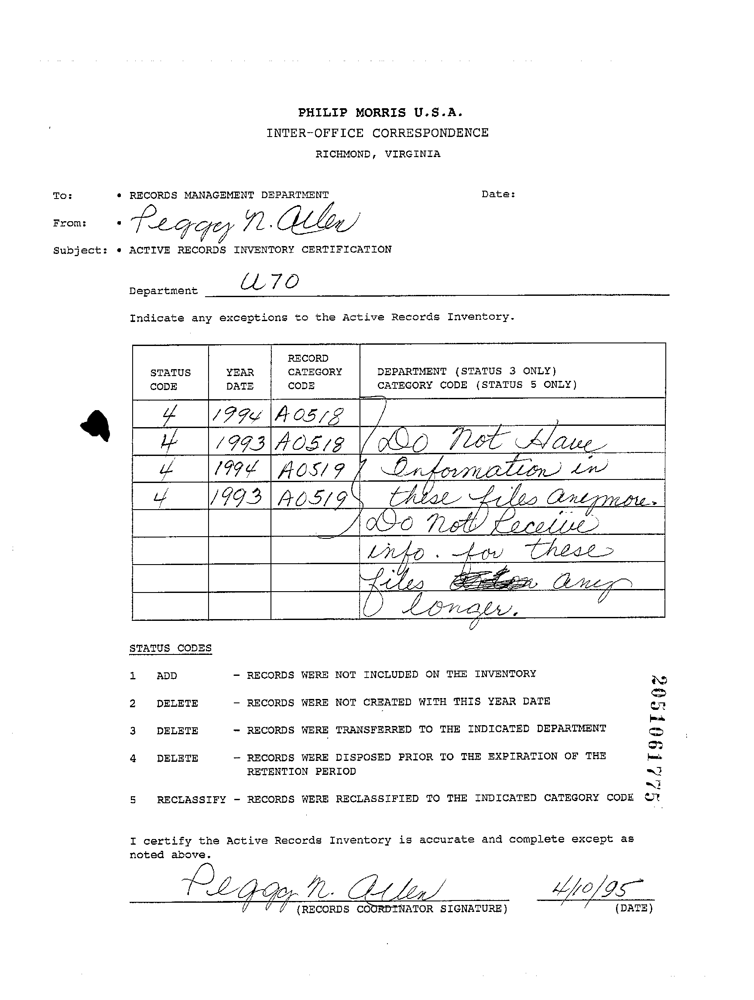 PHILIP MORRIS U.S.A.
INTER-OFFICE CORRESPONDENCE
RICHMOND, VIRGINIA
To: • RECORDS MANAGEMENT DEPARTMENT Date:
From: • Peggy N. Allen
Subject: • ACTIVE RECORDS INVENTORY CERTIFICATION
Department U70
Indicate any exceptions to the Active Records Inventory.
STATUS CODE YEAR DATE RECORD CATEGORY CODE DEPARTMENT (STATUS 3 ONLY) CATEGORY CODE (STATUS 5 ONLY)
4 1994 A0518
4 1993 A0518 Do Not Have
4 1994 A0519 Information in
4 1993 A0519 these files anymore.
Do Not Receive
info. for these
files any
longer.
STATUS CODES
1 ADD - RECORDS WERE NOT INCLUDED ON THE INVENTORY
2 DELETE - RECORDS WERE NOT CREATED WITH THIS YEAR DATE
3 DELETE - RECORDS WERE TRANSFERRED TO THE INDICATED DEPARTMENT
4 DELETE - RECORDS WERE DISPOSED PRIOR TO THE EXPIRATION OF THE
RETENTION PERIOD
5 RECLASSIFY - RECORDS WERE RECLASSIFIED TO THE INDICATED CATEGORY CODE
2051061775
I certify the Active Records Inventory is accurate and complete except as
noted above.
Peggy N. Allen 4/10/95
(RECORDS COORDINATOR SIGNATURE) (DATE)